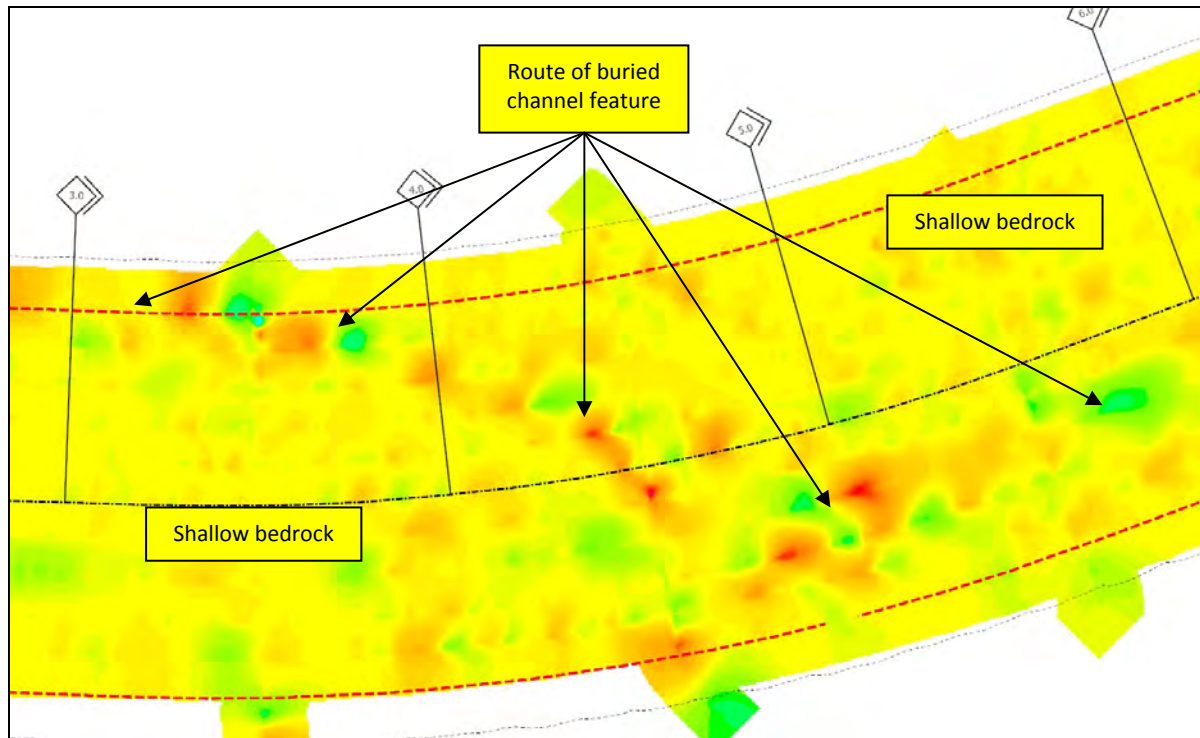 6.0
Route of buried
channel feature
5.0
3.0
4.0
Shallow bedrock
Shallow bedrock